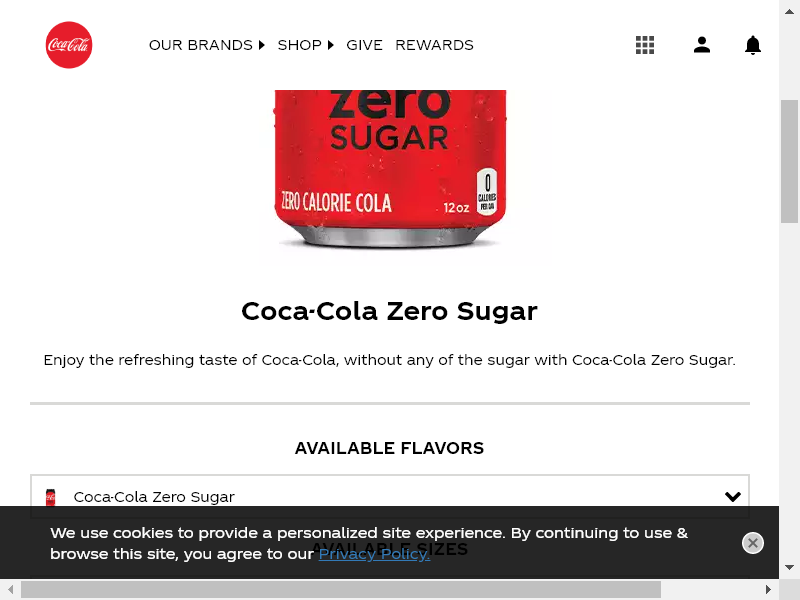 Coca-Cola
OUR BRANDS SHOP GIVE REWARDS
zero
SUGAR
ZERO CALORIE COLA
12oz
0
CALORIES
PER CAN
Coca-Cola Zero Sugar
Enjoy the refreshing taste of Coca-Cola, without any of the sugar with Coca-Cola Zero Sugar.
AVAILABLE FLAVORS
Coca-Cola Zero Sugar
We use cookies to provide a personalized site experience. By continuing to use &
browse this site, you agree to our Privacy Policy.
AVAILABLE SIZES